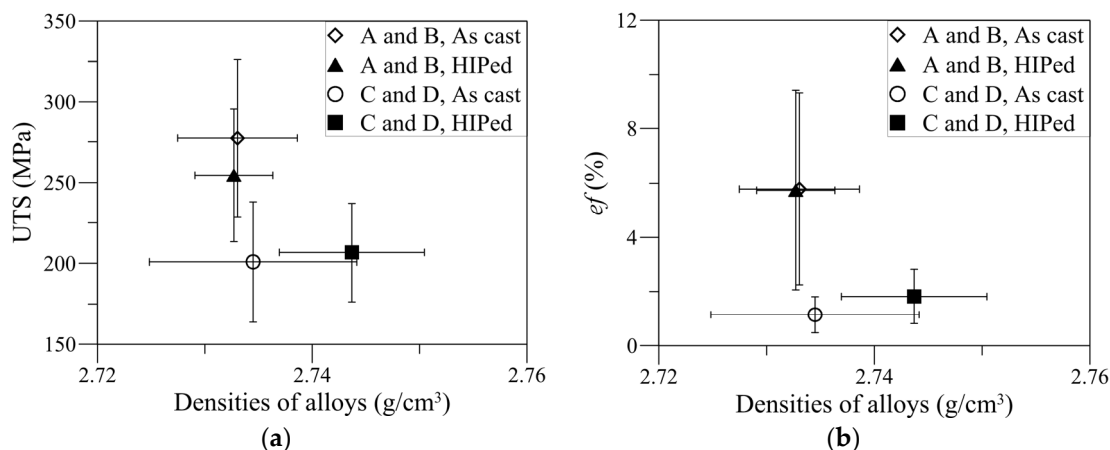 350
300
250
200
150
UTS (MPa)
A and B, As cast
A and B, HIPed
C and D, As cast
C and D, HIPed
2.72
2.74
2.76
Densities of alloys (g/cm³)
(a)
12
8
4
0
ef (%)
A and B, As cast
A and B, HIPed
C and D, As cast
C and D, HIPed
2.72
2.74
2.76
Densities of alloys (g/cm³)
(b)